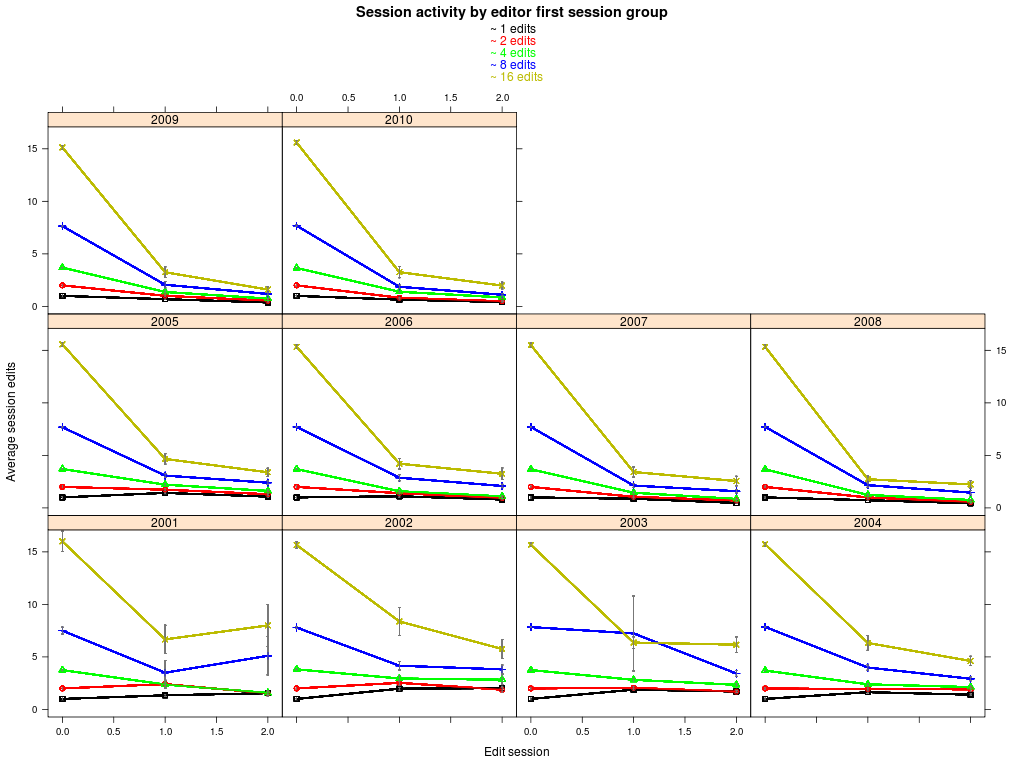 Session activity by editor first session group
~ 1 edits
~ 2 edits
~ 4 edits
~ 8 edits
~ 16 edits
0.0 0.5 1.0 1.5 2.0
2009 2010
15
10
5
0
2005 2006 2007 2008
15
10
5
0
Average session edits
2001 2002 2003 2004
15
10
5
0
0.0 0.5 1.0 1.5 2.0 0.0 0.5 1.0 1.5 2.0
Edit session